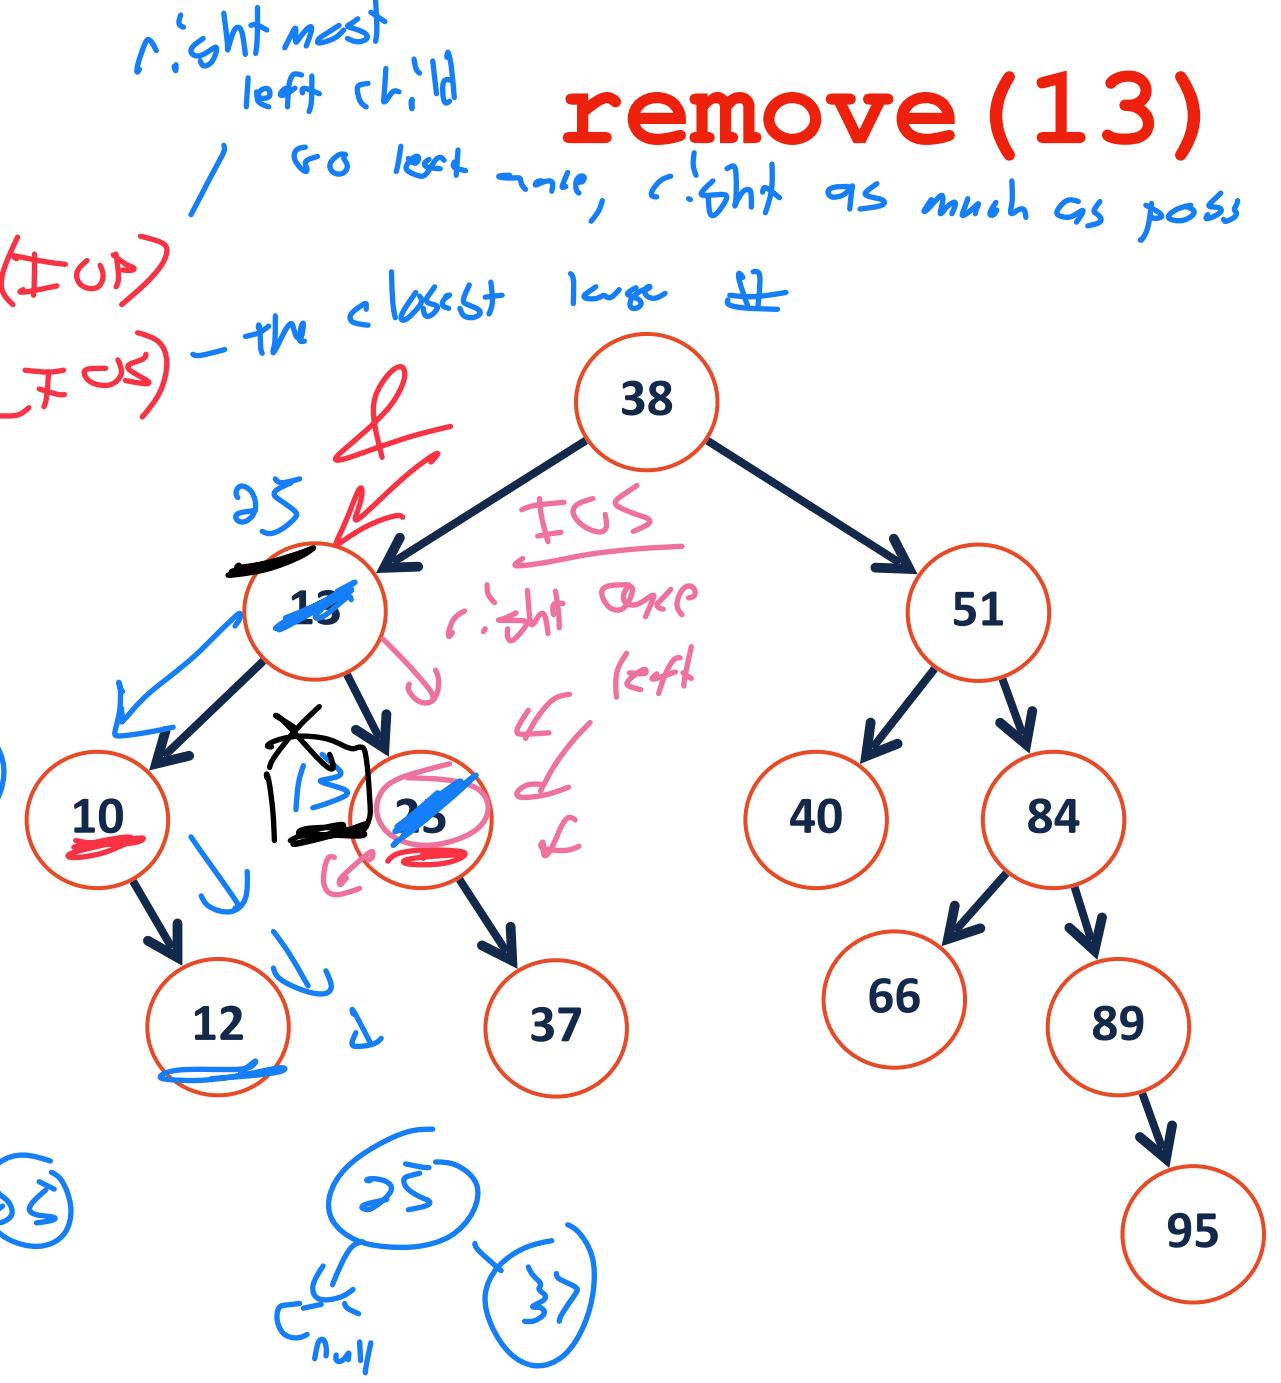 right most
left child
remove(13)
Go left once, right as much as poss
(IOP)
IOS) - the closest large #
38
25
IOS
13
51
right once
left
13
10
25
40
84
12
37
66
89
25
95
37
null